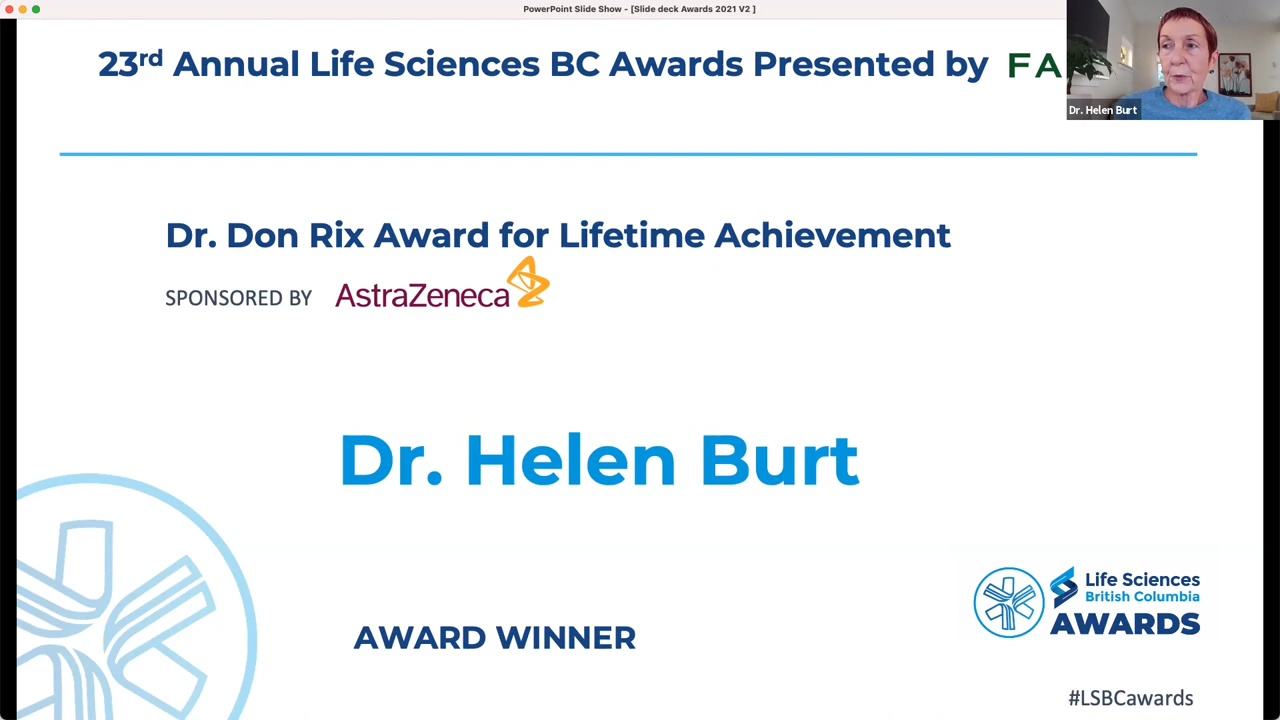 PowerPoint Slide Show - [Slide deck Awards 2021 V2 ]
23rd Annual Life Sciences BC Awards Presented by FA
Dr. Helen Burt
Dr. Don Rix Award for Lifetime Achievement
SPONSORED BY AstraZeneca
Dr. Helen Burt
Life Sciences
British Columbia
AWARDS
AWARD WINNER
#LSBCawards